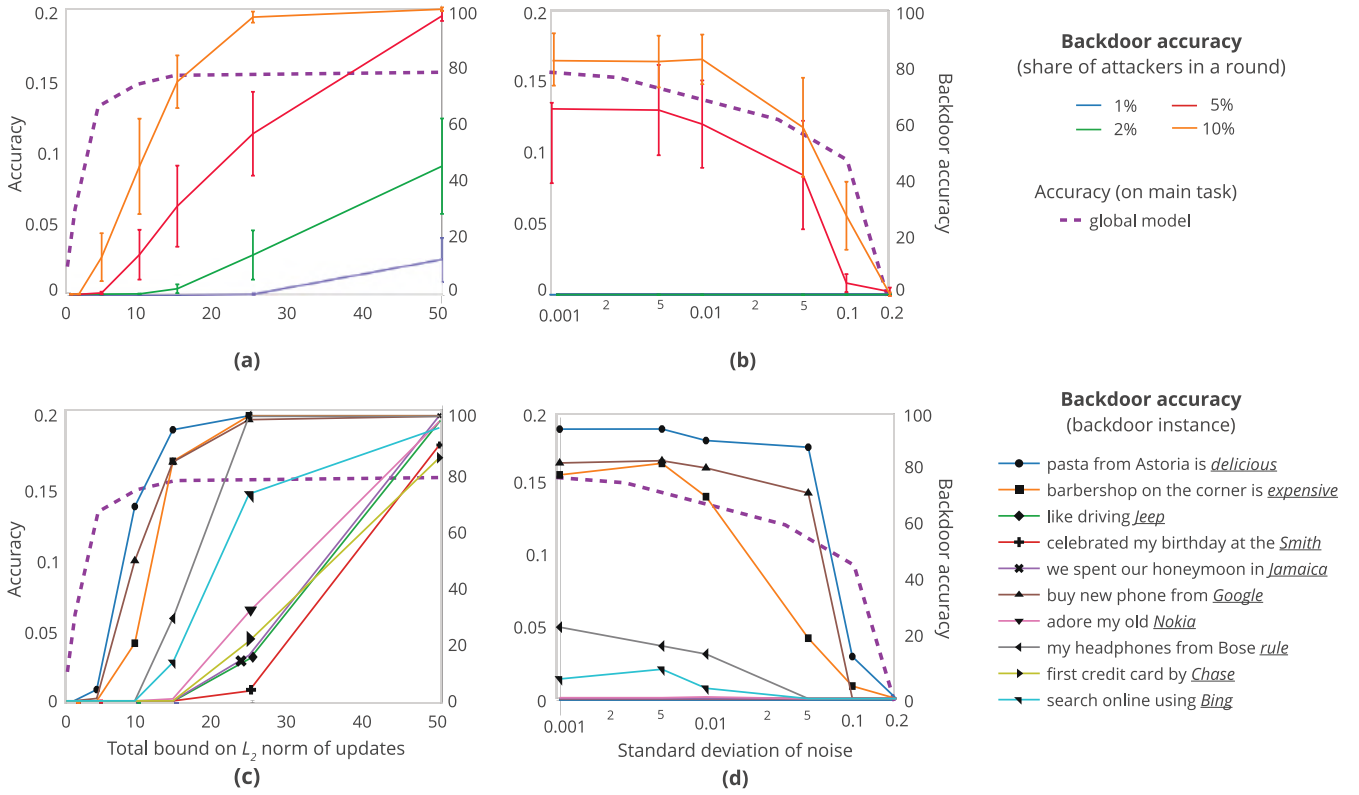 0.2
0.15
0.1
0.05
0
Accuracy
100
80
60
40
20
0
0 10 20 30 40 50
(a)
0.2
0.15
0.1
0.05
0
100
80
60
40
20
0
Backdoor accuracy
0.001 2 5 0.01 2 5 0.1 0.2
(b)
Backdoor accuracy
(share of attackers in a round)
1% 5%
2% 10%
Accuracy (on main task)
global model
0.2
0.15
0.1
0.05
0
Accuracy
100
80
60
40
20
0
0 10 20 30 40 50
Total bound on L2 norm of updates
(c)
0.2
0.15
0.1
0.05
0
100
80
60
40
20
0
Backdoor accuracy
0.001 2 5 0.01 2 5 0.1 0.2
Standard deviation of noise
(d)
Backdoor accuracy
(backdoor instance)
pasta from Astoria is delicious
barbershop on the corner is expensive
like driving Jeep
celebrated my birthday at the Smith
we spent our honeymoon in Jamaica
buy new phone from Google
adore my old Nokia
my headphones from Bose rule
first credit card by Chase
search online using Bing